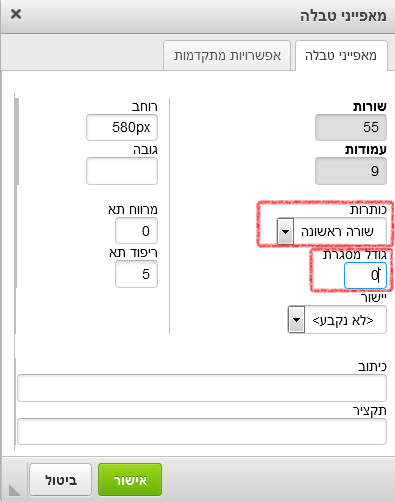 מאפייני טבלה
מאפייני טבלה
אפשרויות מתקדמות
שורות
55
עמודות
9
רוחב
580px
גובה
כותרות
שורה ראשונה
גודל מסגרת
0
יישור
<לא נקבע>
מרווח תא
0
ריפוד תא
5
כיתוב
תקציר
אישור
ביטול